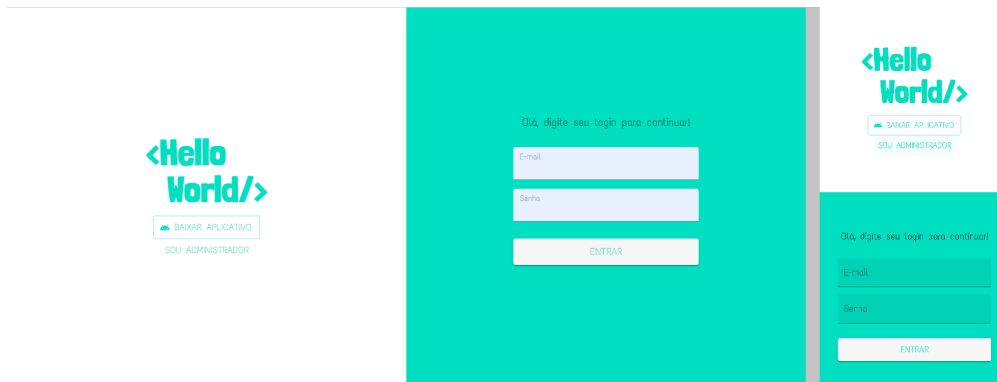 <Hello
World/>
BAIXAR APLICATIVO
SOU ADMINISTRADOR
Olá, digite seu login para continuar!
E-mail
Senha
ENTRAR
<Hello
World/>
BAIXAR APLICATIVO
SOU ADMINISTRADOR
Olá, digite seu login para continuar!
E-mail
Senha
ENTRAR